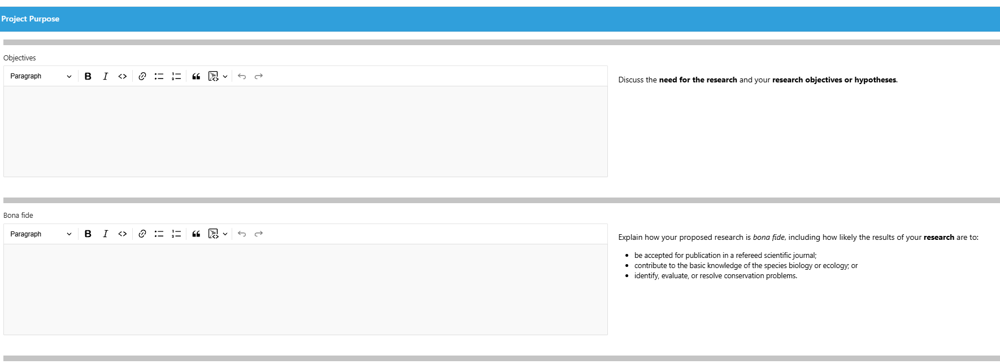 Project Purpose
Objectives
Paragraph
Discuss the need for the research and your research objectives or hypotheses.
Bona fide
Paragraph
Explain how your proposed research is bona fide, including how likely the results of your research are to:
• be accepted for publication in a refereed scientific journal;
• contribute to the basic knowledge of the species biology or ecology; or
• identify, evaluate, or resolve conservation problems.